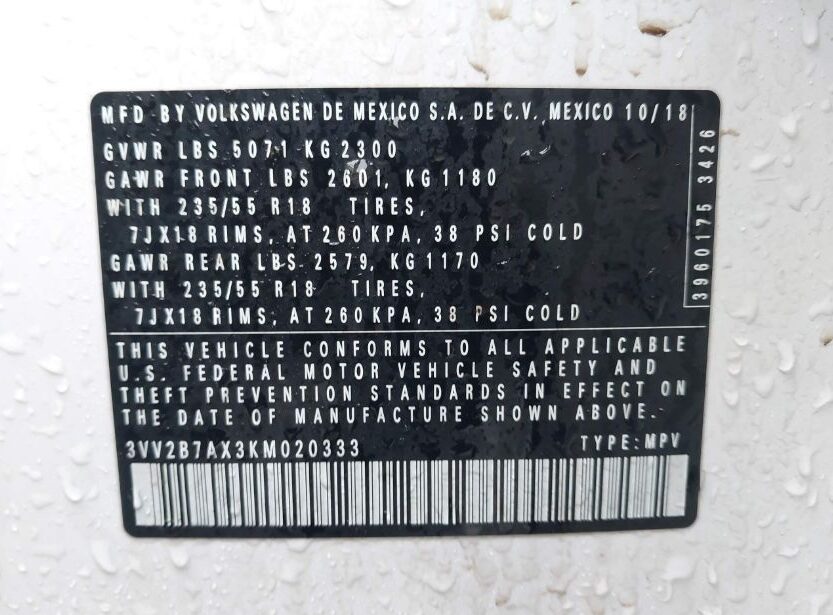 MFD BY VOLKSWAGEN DE MEXICO S.A. DE C.V., MEXICO 10/18
GVWR LBS 5071 KG 2300
GAWR FRONT LBS 2601, KG 1180
WITH 235/55 R18 TIRES,
7JX18 RIMS, AT 260 KPA, 38 PSI COLD
GAWR REAR LBS 2579, KG 1170
WITH 235/55 R18 TIRES,
7JX18 RIMS, AT 260 KPA, 38 PSI COLD
3960175 3426
THIS VEHICLE CONFORMS TO ALL APPLICABLE
U.S. FEDERAL MOTOR VEHICLE SAFETY AND
THEFT PREVENTION STANDARDS IN EFFECT ON
THE DATE OF MANUFACTURE SHOWN ABOVE.
3VV2B7AX3KM020333 TYPE: MPV